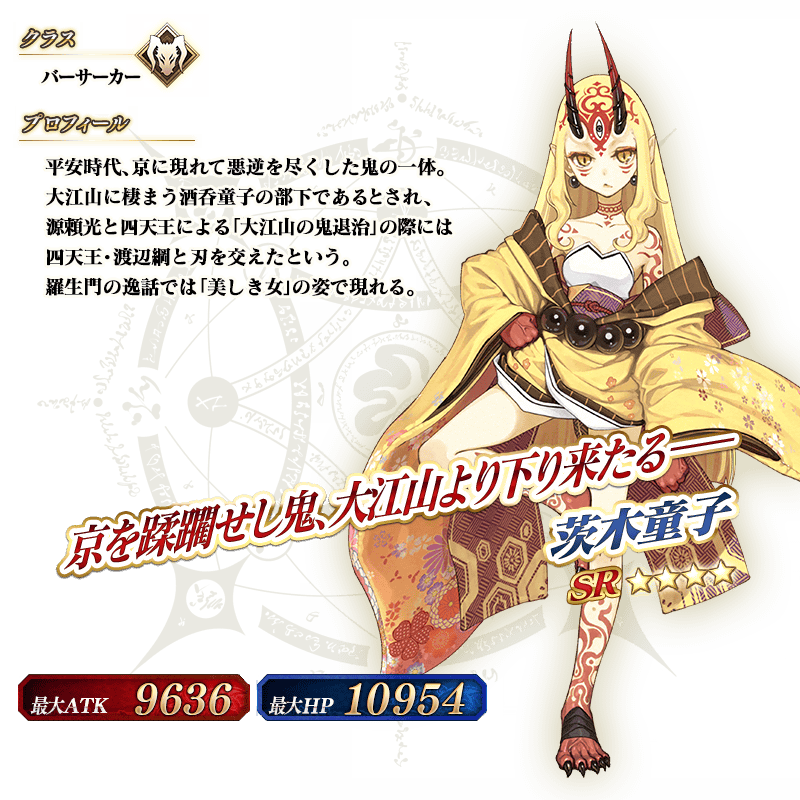 クラス
バーサーカー
プロフィール
平安時代、京に現れて悪逆を尽くした鬼の一体。
大江山に棲まう酒呑童子の部下であるとされ、
源頼光と四天王による「大江山の鬼退治」の際には
四天王・渡辺綱と刃を交えたという。
羅生門の逸話では「美しき女」の姿で現れる。
京を蹂躙せし鬼、大江山より下り来たる――
茨木童子
SR ★★★★
最大ATK 9636
最大HP 10954